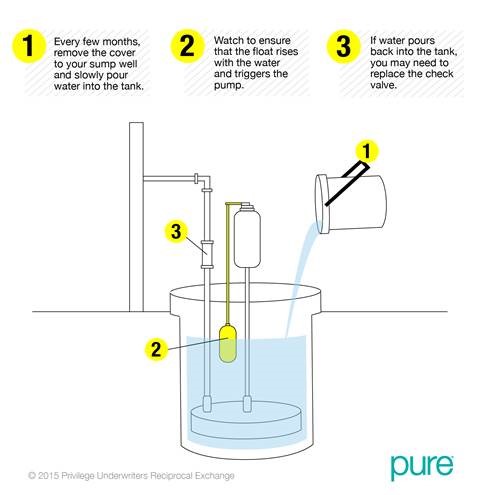 1
Every few months,
remove the cover
to your sump well
and slowly pour
water into the tank.
2
Watch to ensure
that the float rises
with the water
and triggers the
pump.
3
If water pours
back into the tank,
you may need to
replace the check
valve.
1
3
2
© 2015 Privilege Underwriters Reciprocal Exchange
pure